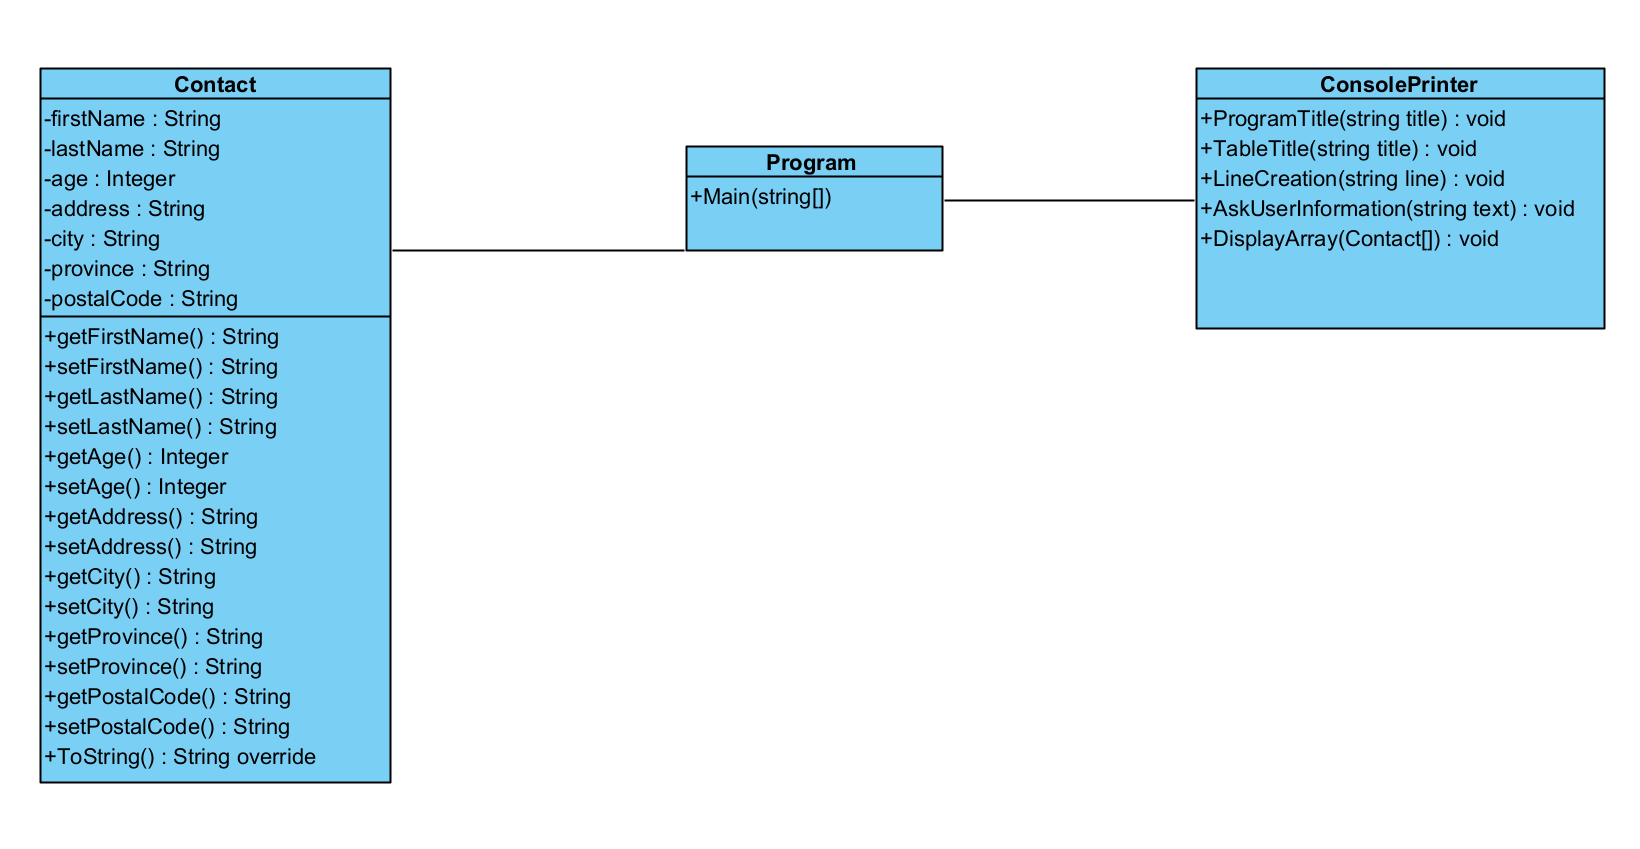 Contact
-firstName : String
-lastName : String
-age : Integer
-address : String
-city : String
-province : String
-postalCode : String
+getFirstName() : String
+setFirstName() : String
+getLastName() : String
+setLastName() : String
+getAge() : Integer
+setAge() : Integer
+getAddress() : String
+setAddress() : String
+getCity() : String
+setCity() : String
+getProvince() : String
+setProvince() : String
+getPostalCode() : String
+setPostalCode() : String
+ToString() : String override
Program
+Main(string[])
ConsolePrinter
+ProgramTitle(string title) : void
+TableTitle(string title) : void
+LineCreation(string line) : void
+AskUserInformation(string text) : void
+DisplayArray(Contact[]) : void